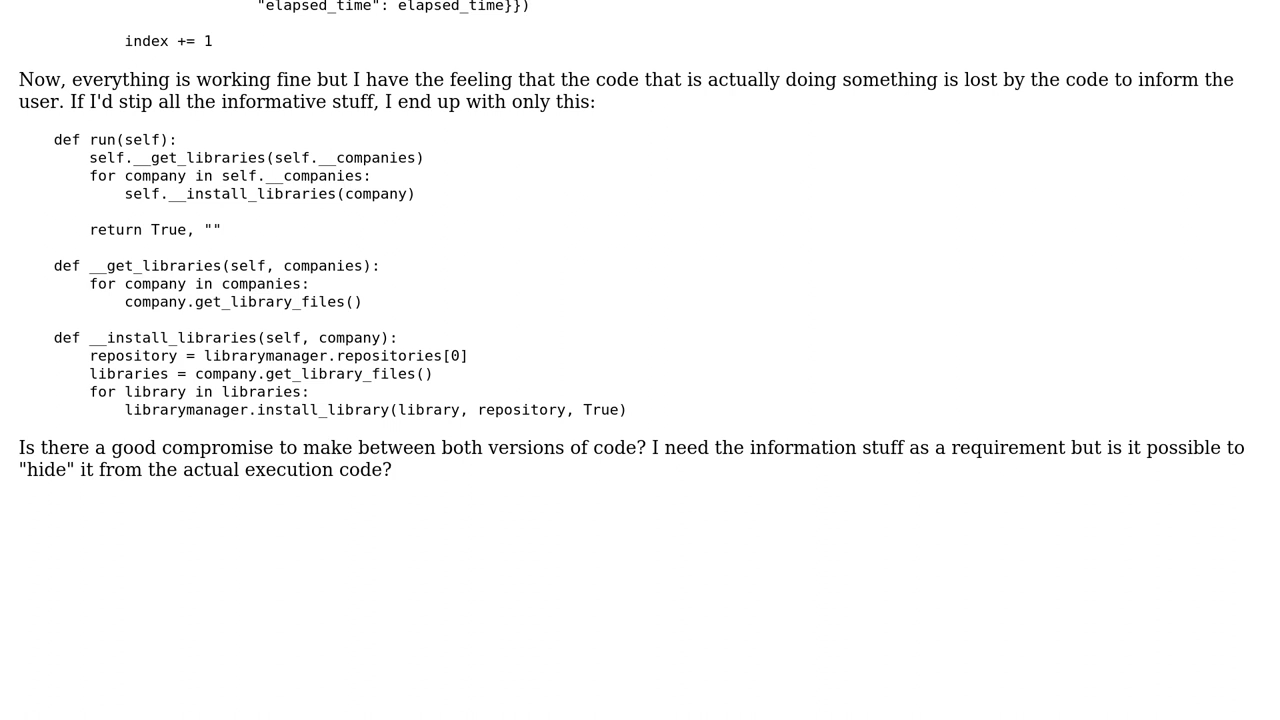 "elapsed_time": elapsed_time}})
index += 1
Now, everything is working fine but I have the feeling that the code that is actually doing something is lost by the code to inform the
user. If I'd stip all the informative stuff, I end up with only this:
def run(self):
self.__get_libraries(self.__companies)
for company in self.__companies:
self.__install_libraries(company)
return True, ""
def __get_libraries(self, companies):
for company in companies:
company.get_library_files()
def __install_libraries(self, company):
repository = librarymanager.repositories[0]
libraries = company.get_library_files()
for library in libraries:
librarymanager.install_library(library, repository, True)
Is there a good compromise to make between both versions of code? I need the information stuff as a requirement but is it possible to
"hide" it from the actual execution code?